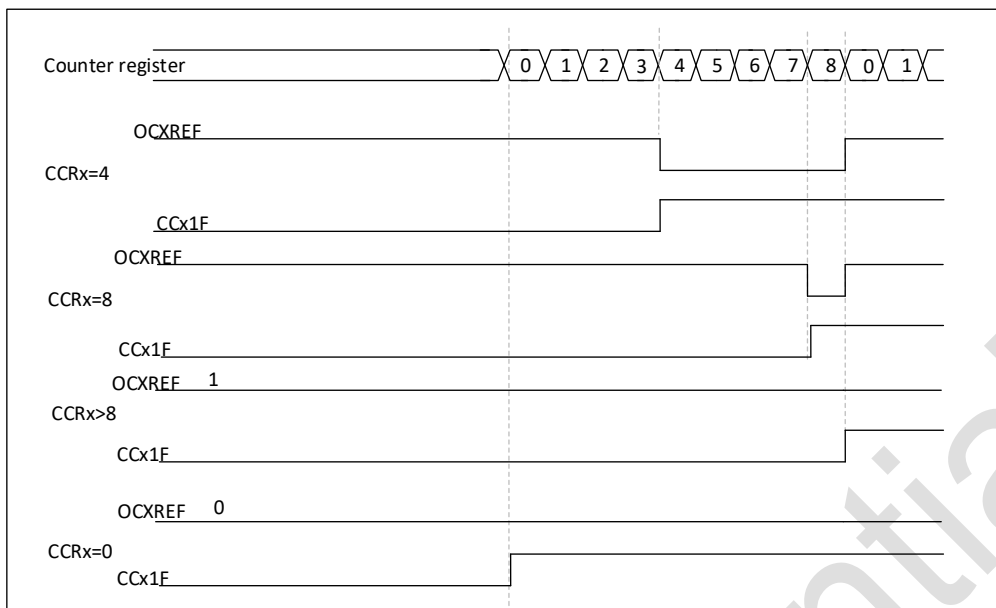 Counter register 0 1 2 3 4 5 6 7 8 0 1
OCXREF
CCRx=4
CCx1F
OCXREF
CCRx=8
CCx1F
OCXREF 1
CCRx>8
CCx1F
OCXREF 0
CCRx=0
CCx1F